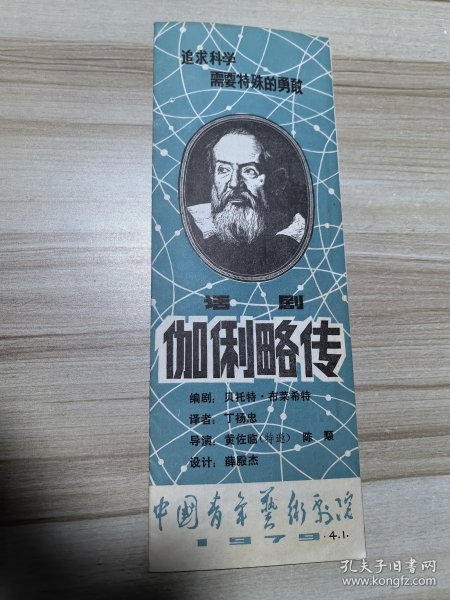 追求科学
需要特殊的勇敢
话 剧
伽利略传
编剧：贝托特·布莱希特
译者：丁扬忠
导演：黄佐临（特邀） 陈颙
设计：薛殿杰
中国青年艺术剧院
1979.4.1.
孔夫子旧书网
www.kongfz.com